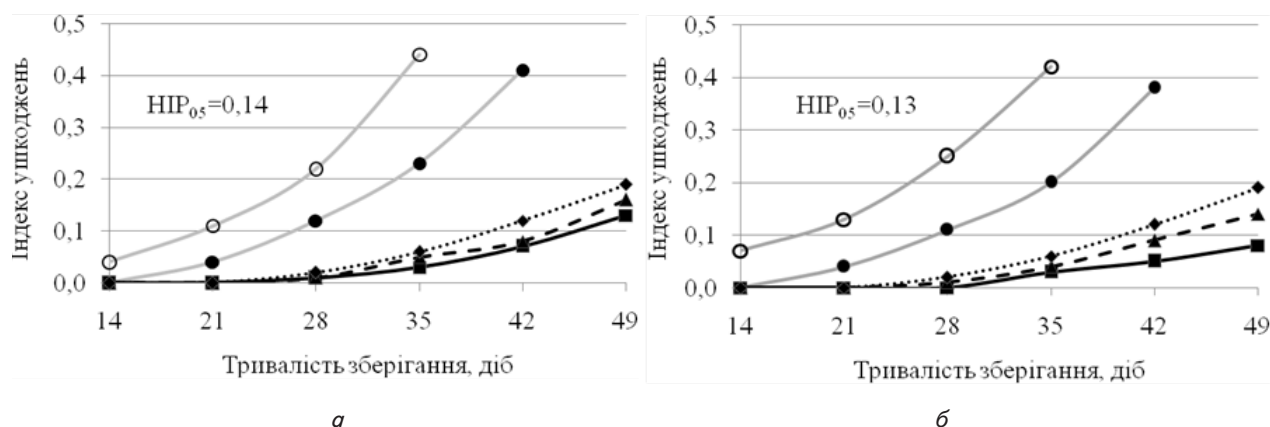 0,5
0,4
0,3
0,2
0,1
0,0
Індекс ушкоджень
НІР₀₅=0,14
14 21 28 35 42 49
Тривалість зберігання, діб
а
0,5
0,4
0,3
0,2
0,1
0,0
Індекс ушкоджень
НІР₀₅=0,13
14 21 28 35 42 49
Тривалість зберігання, діб
б